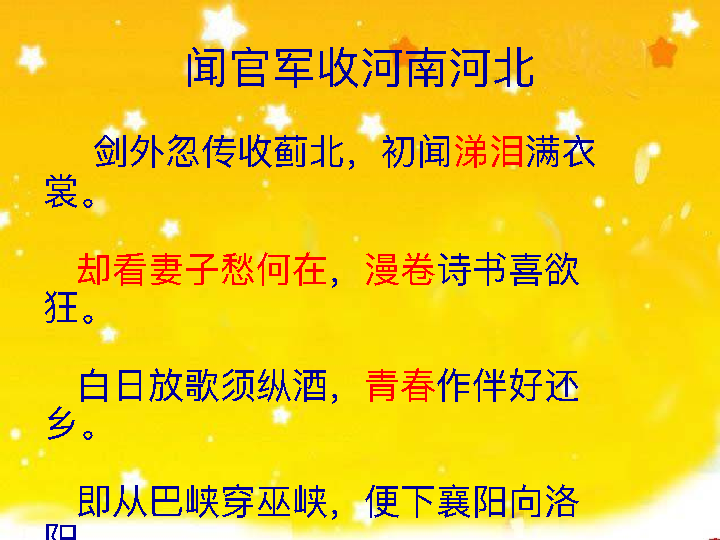 闻官军收河南河北
剑外忽传收蓟北，初闻涕泪满衣
裳。
却看妻子愁何在，漫卷诗书喜欲
狂。
白日放歌须纵酒，青春作伴好还
乡。
即从巴峡穿巫峡，便下襄阳向洛
阳